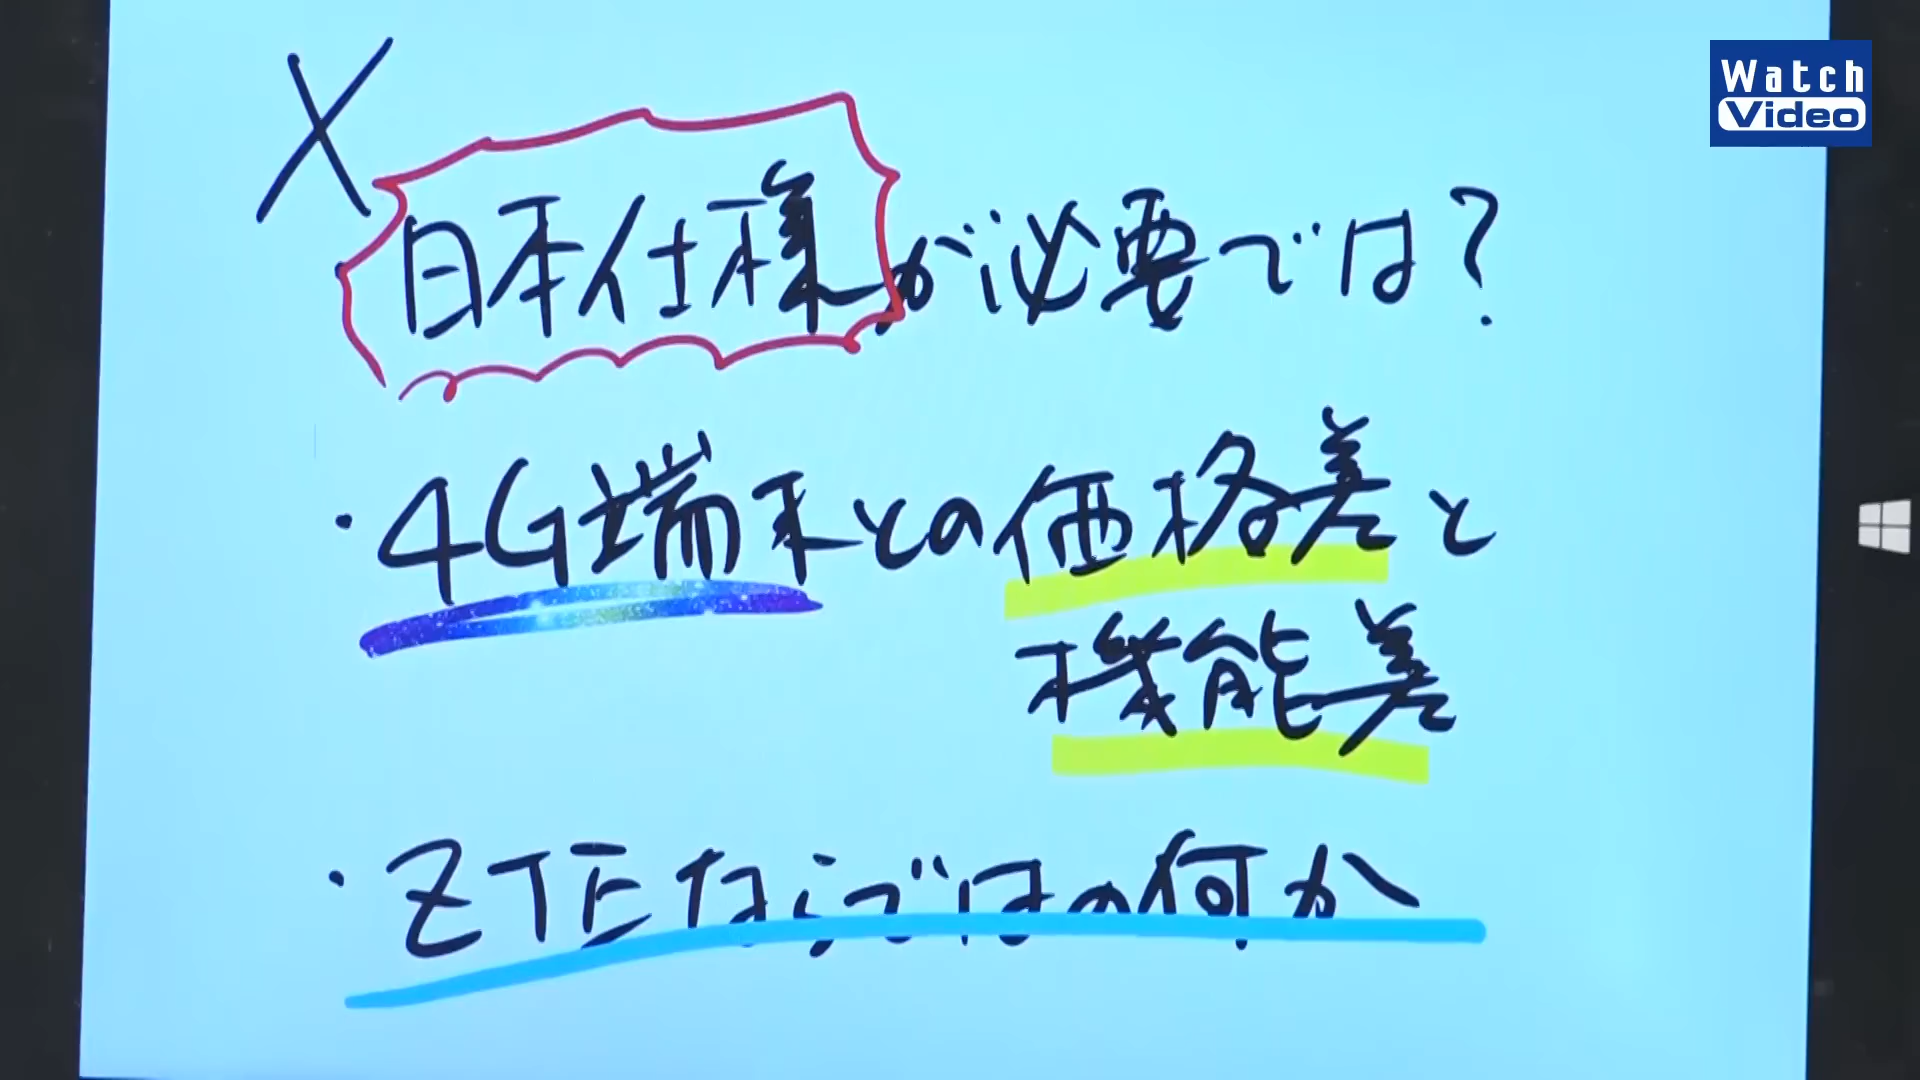 Watch
Video
X
日本仕様が必要では?
・4G端末との価格差と
機能差
・ZTEならではの何か